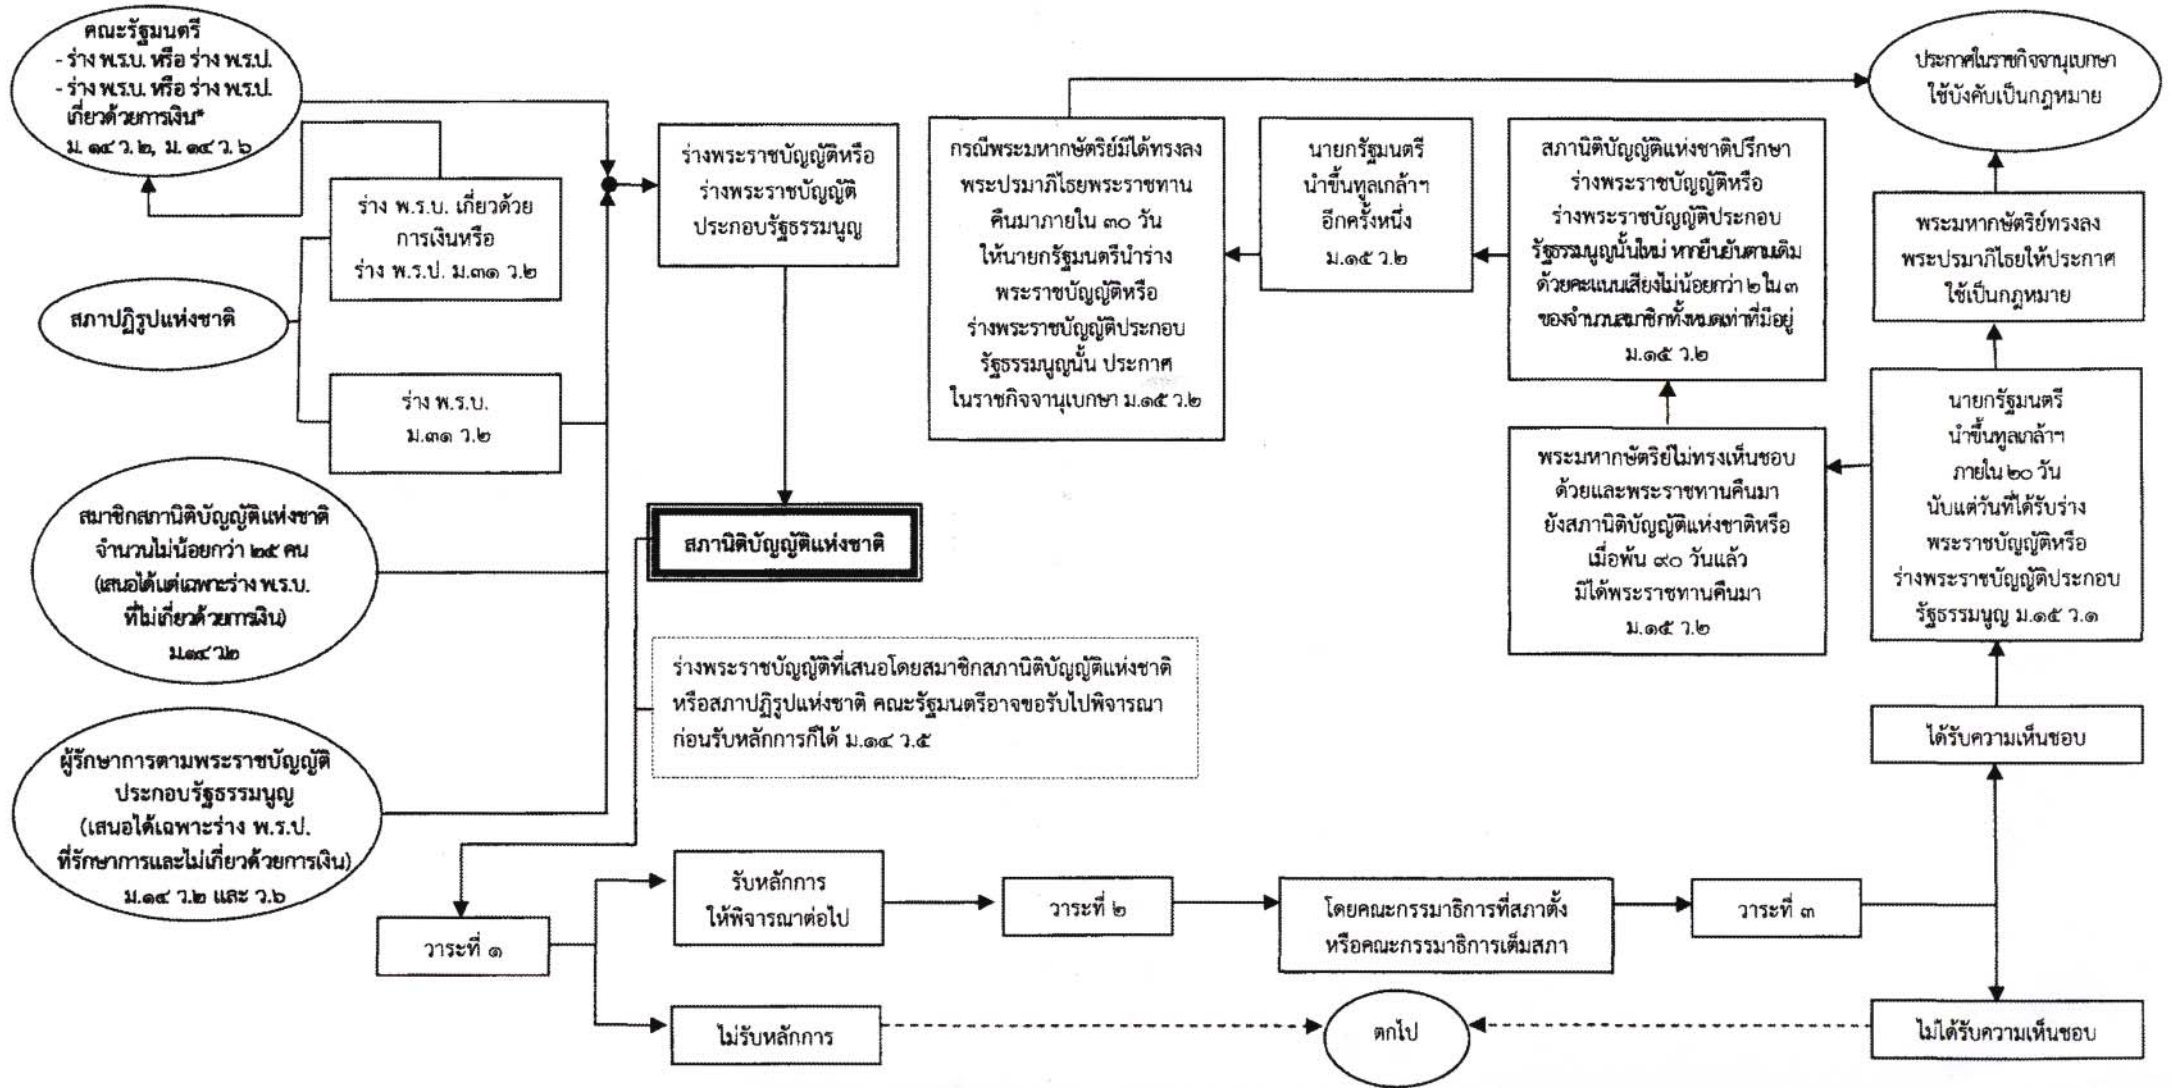 คณะรัฐมนตรี
- ร่าง พ.ร.บ. หรือ ร่าง พ.ร.ป.
- ร่าง พ.ร.บ. หรือ ร่าง พ.ร.ป.
เกี่ยวด้วยการเงิน*
ม. ๑๔ ว. ๒, ม. ๑๔ ว. ๖
ร่าง พ.ร.บ. เกี่ยวด้วย
การเงินหรือ
ร่าง พ.ร.ป. ม.๓๑ ว.๒
สภาปฏิรูปแห่งชาติ
ร่าง พ.ร.บ.
ม.๓๑ ว.๒
สมาชิกสภานิติบัญญัติแห่งชาติ
จำนวนไม่น้อยกว่า ๒๕ คน
(เสนอได้แต่เฉพาะร่าง พ.ร.บ.
ที่ไม่เกี่ยวด้วยการเงิน)
ม.๑๔ ว.๒
ผู้รักษาการตามพระราชบัญญัติ
ประกอบรัฐธรรมนูญ
(เสนอได้เฉพาะร่าง พ.ร.ป.
ที่รักษาการและไม่เกี่ยวด้วยการเงิน)
ม.๑๔ ว.๒ และ ว.๖
ร่างพระราชบัญญัติหรือ
ร่างพระราชบัญญัติ
ประกอบรัฐธรรมนูญ
สภานิติบัญญัติแห่งชาติ
ร่างพระราชบัญญัติที่เสนอโดยสมาชิกสภานิติบัญญัติแห่งชาติ
หรือสภาปฏิรูปแห่งชาติ คณะรัฐมนตรีอาจขอรับไปพิจารณา
ก่อนรับหลักการก็ได้ ม.๑๔ ว.๕
วาระที่ ๑
รับหลักการ
ให้พิจารณาต่อไป
ไม่รับหลักการ
วาระที่ ๒
โดยคณะกรรมาธิการที่สภาตั้ง
หรือคณะกรรมาธิการเต็มสภา
วาระที่ ๓
ตกไป
ไม่ได้รับความเห็นชอบ
ได้รับความเห็นชอบ
นายกรัฐมนตรี
นำขึ้นทูลเกล้าฯ
ภายใน ๒๐ วัน
นับแต่วันที่ได้รับร่าง
พระราชบัญญัติหรือ
ร่างพระราชบัญญัติประกอบ
รัฐธรรมนูญ ม.๑๕ ว.๑
พระมหากษัตริย์ทรงลง
พระปรมาภิไธยให้ประกาศ
ใช้เป็นกฎหมาย
ประกาศในราชกิจจานุเบกษา
ใช้บังคับเป็นกฎหมาย
พระมหากษัตริย์ไม่ทรงเห็นชอบ
ด้วยและพระราชทานคืนมา
ยังสภานิติบัญญัติแห่งชาติหรือ
เมื่อพ้น ๙๐ วันแล้ว
มิได้พระราชทานคืนมา
ม.๑๕ ว.๒
สภานิติบัญญัติแห่งชาติปรึกษา
ร่างพระราชบัญญัติหรือ
ร่างพระราชบัญญัติประกอบ
รัฐธรรมนูญนั้นใหม่ หากยืนยันตามเดิม
ด้วยคะแนนเสียงไม่น้อยกว่า ๒ ใน ๓
ของจำนวนสมาชิกทั้งหมดเท่าที่มีอยู่
ม.๑๕ ว.๒
นายกรัฐมนตรี
นำขึ้นทูลเกล้าฯ
อีกครั้งหนึ่ง
ม.๑๕ ว.๒
กรณีพระมหากษัตริย์มิได้ทรงลง
พระปรมาภิไธยพระราชทาน
คืนมาภายใน ๓๐ วัน
ให้นายกรัฐมนตรีนำร่าง
พระราชบัญญัติหรือ
ร่างพระราชบัญญัติประกอบ
รัฐธรรมนูญนั้น ประกาศ
ในราชกิจจานุเบกษา ม.๑๕ ว.๒